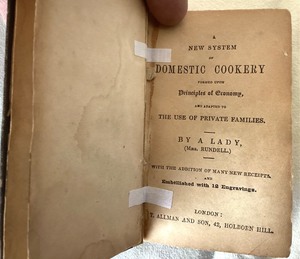 A
NEW SYSTEM
OF
DOMESTIC COOKERY
FORMED UPON
Principles of Economy,
AND ADAPTED TO
THE USE OF PRIVATE FAMILIES.
BY A LADY,
(MRS. RUNDELL.)
WITH THE ADDITION OF MANY NEW RECEIPTS,
AND
Embellished with 12 Engravings.
LONDON:
T. ALLMAN AND SON, 42, HOLBORN HILL.